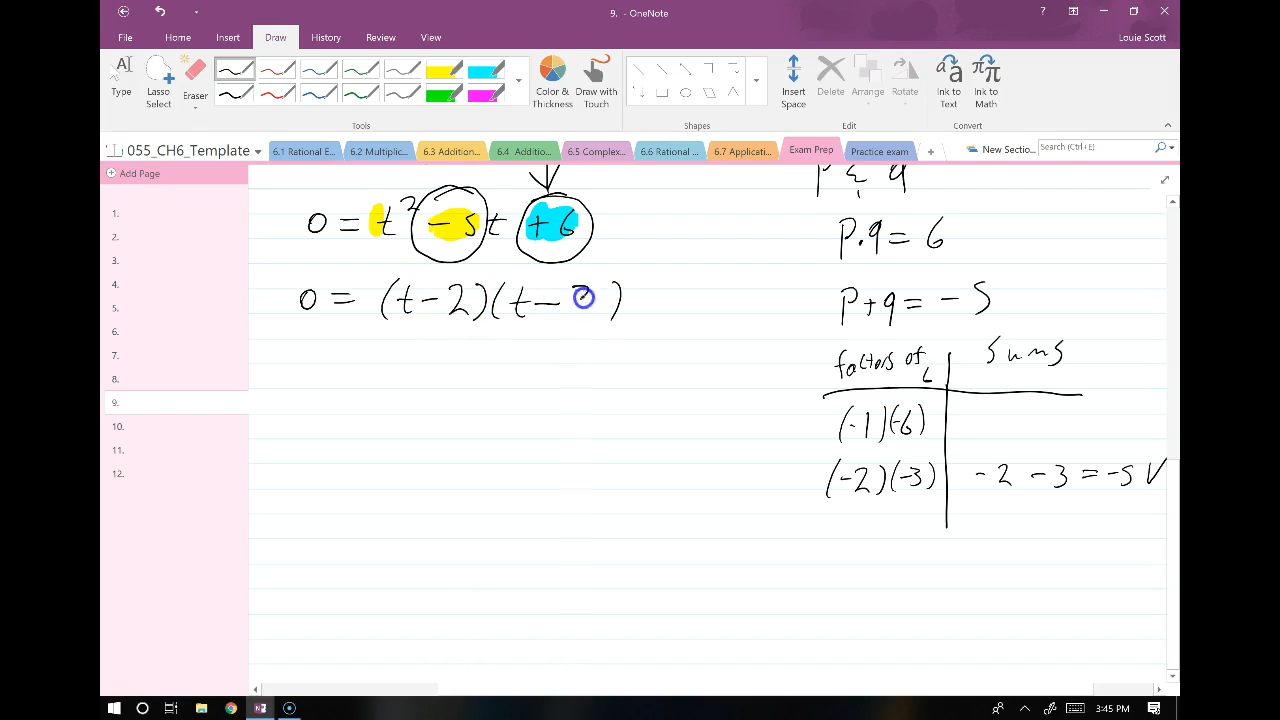 9. - OneNote
?
File Home Insert Draw History Review View
Louie Scott
Type
Lasso Select
Eraser
Color & Thickness
Draw with Touch
Insert Space
Delete
Arrange
Rotate
Ink to Text
Ink to Math
Tools
Shapes
Edit
Convert
055_CH6_Template
6.1 Rational E...
6.2 Multiplic...
6.3 Addition...
6.4 Additio...
6.5 Complex...
6.6 Rational ...
6.7 Applicati...
Exam Prep
Practice exam
+
New Sectio...
Search (Ctrl+E)
Add Page
1.
2.
3.
4.
5.
6.
7.
8.
9.
10.
11.
12.
0 = t² - 5t + 6
0 = (t - 2)(t - )
p & q
p.q = 6
p + q = - 5
factors of 6
sums
(-1)(-6)
(-2)(-3)
-2 - 3 = -5 √
3:45 PM